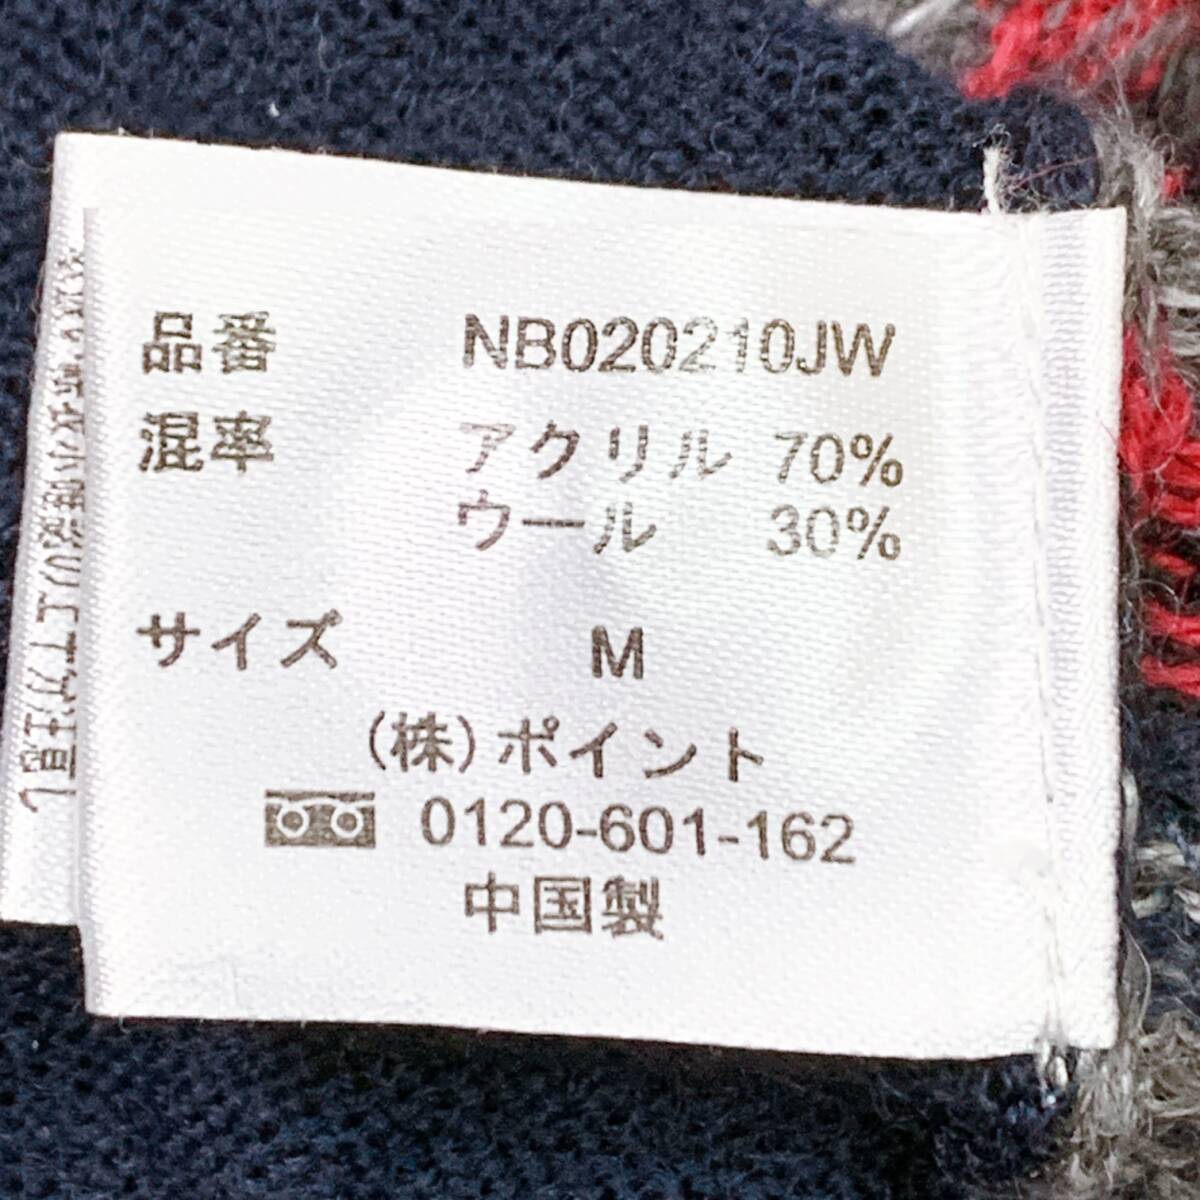 品番 NB020210JW
混率 アクリル 70%
ウール 30%
サイズ M
(株)ポイント
0120-601-162
中国製